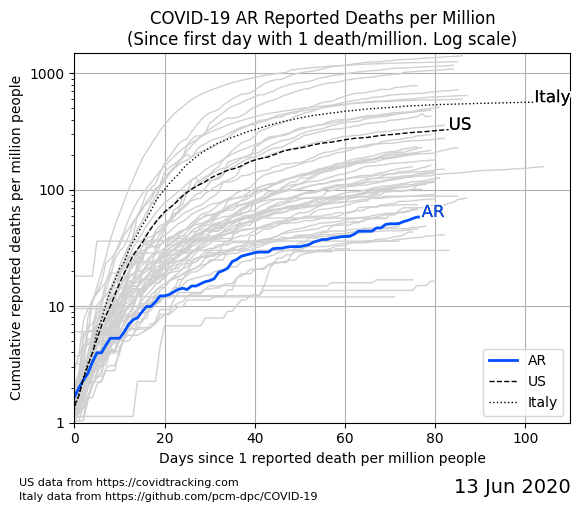 COVID-19 AR Reported Deaths per Million
(Since first day with 1 death/million. Log scale)
Cumulative reported deaths per million people
1000
100
10
1
Italy
US
AR
AR
US
Italy
0
20
40
60
80
100
Days since 1 reported death per million people
US data from https://covidtracking.com
Italy data from https://github.com/pcm-dpc/COVID-19
13 Jun 2020